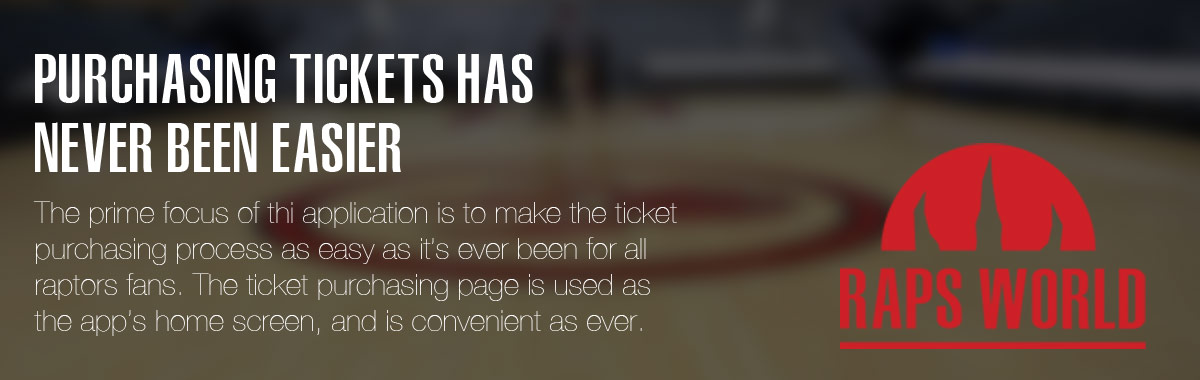 PURCHASING TICKETS HAS
NEVER BEEN EASIER
The prime focus of thi application is to make the ticket
purchasing process as easy as it's ever been for all
raptors fans. The ticket purchasing page is used as
the app's home screen, and is convenient as ever.
RAPS WORLD